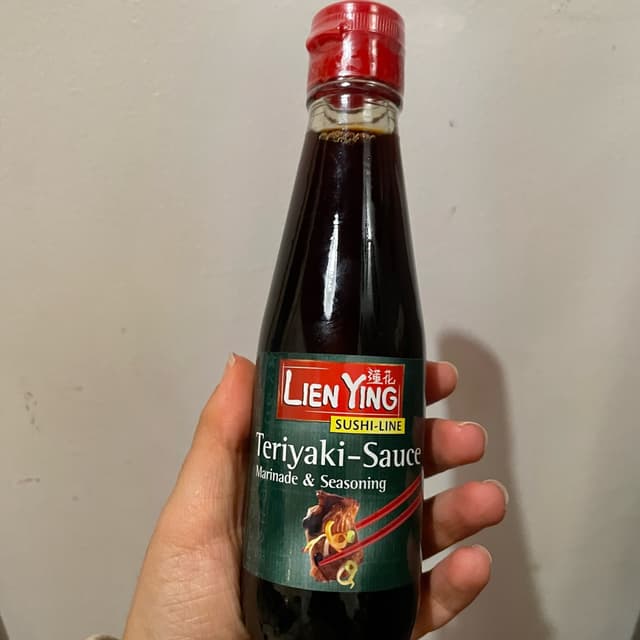 蓮花
LIEN YING
SUSHI-LINE
Teriyaki-Sauce
Marinade & Seasoning